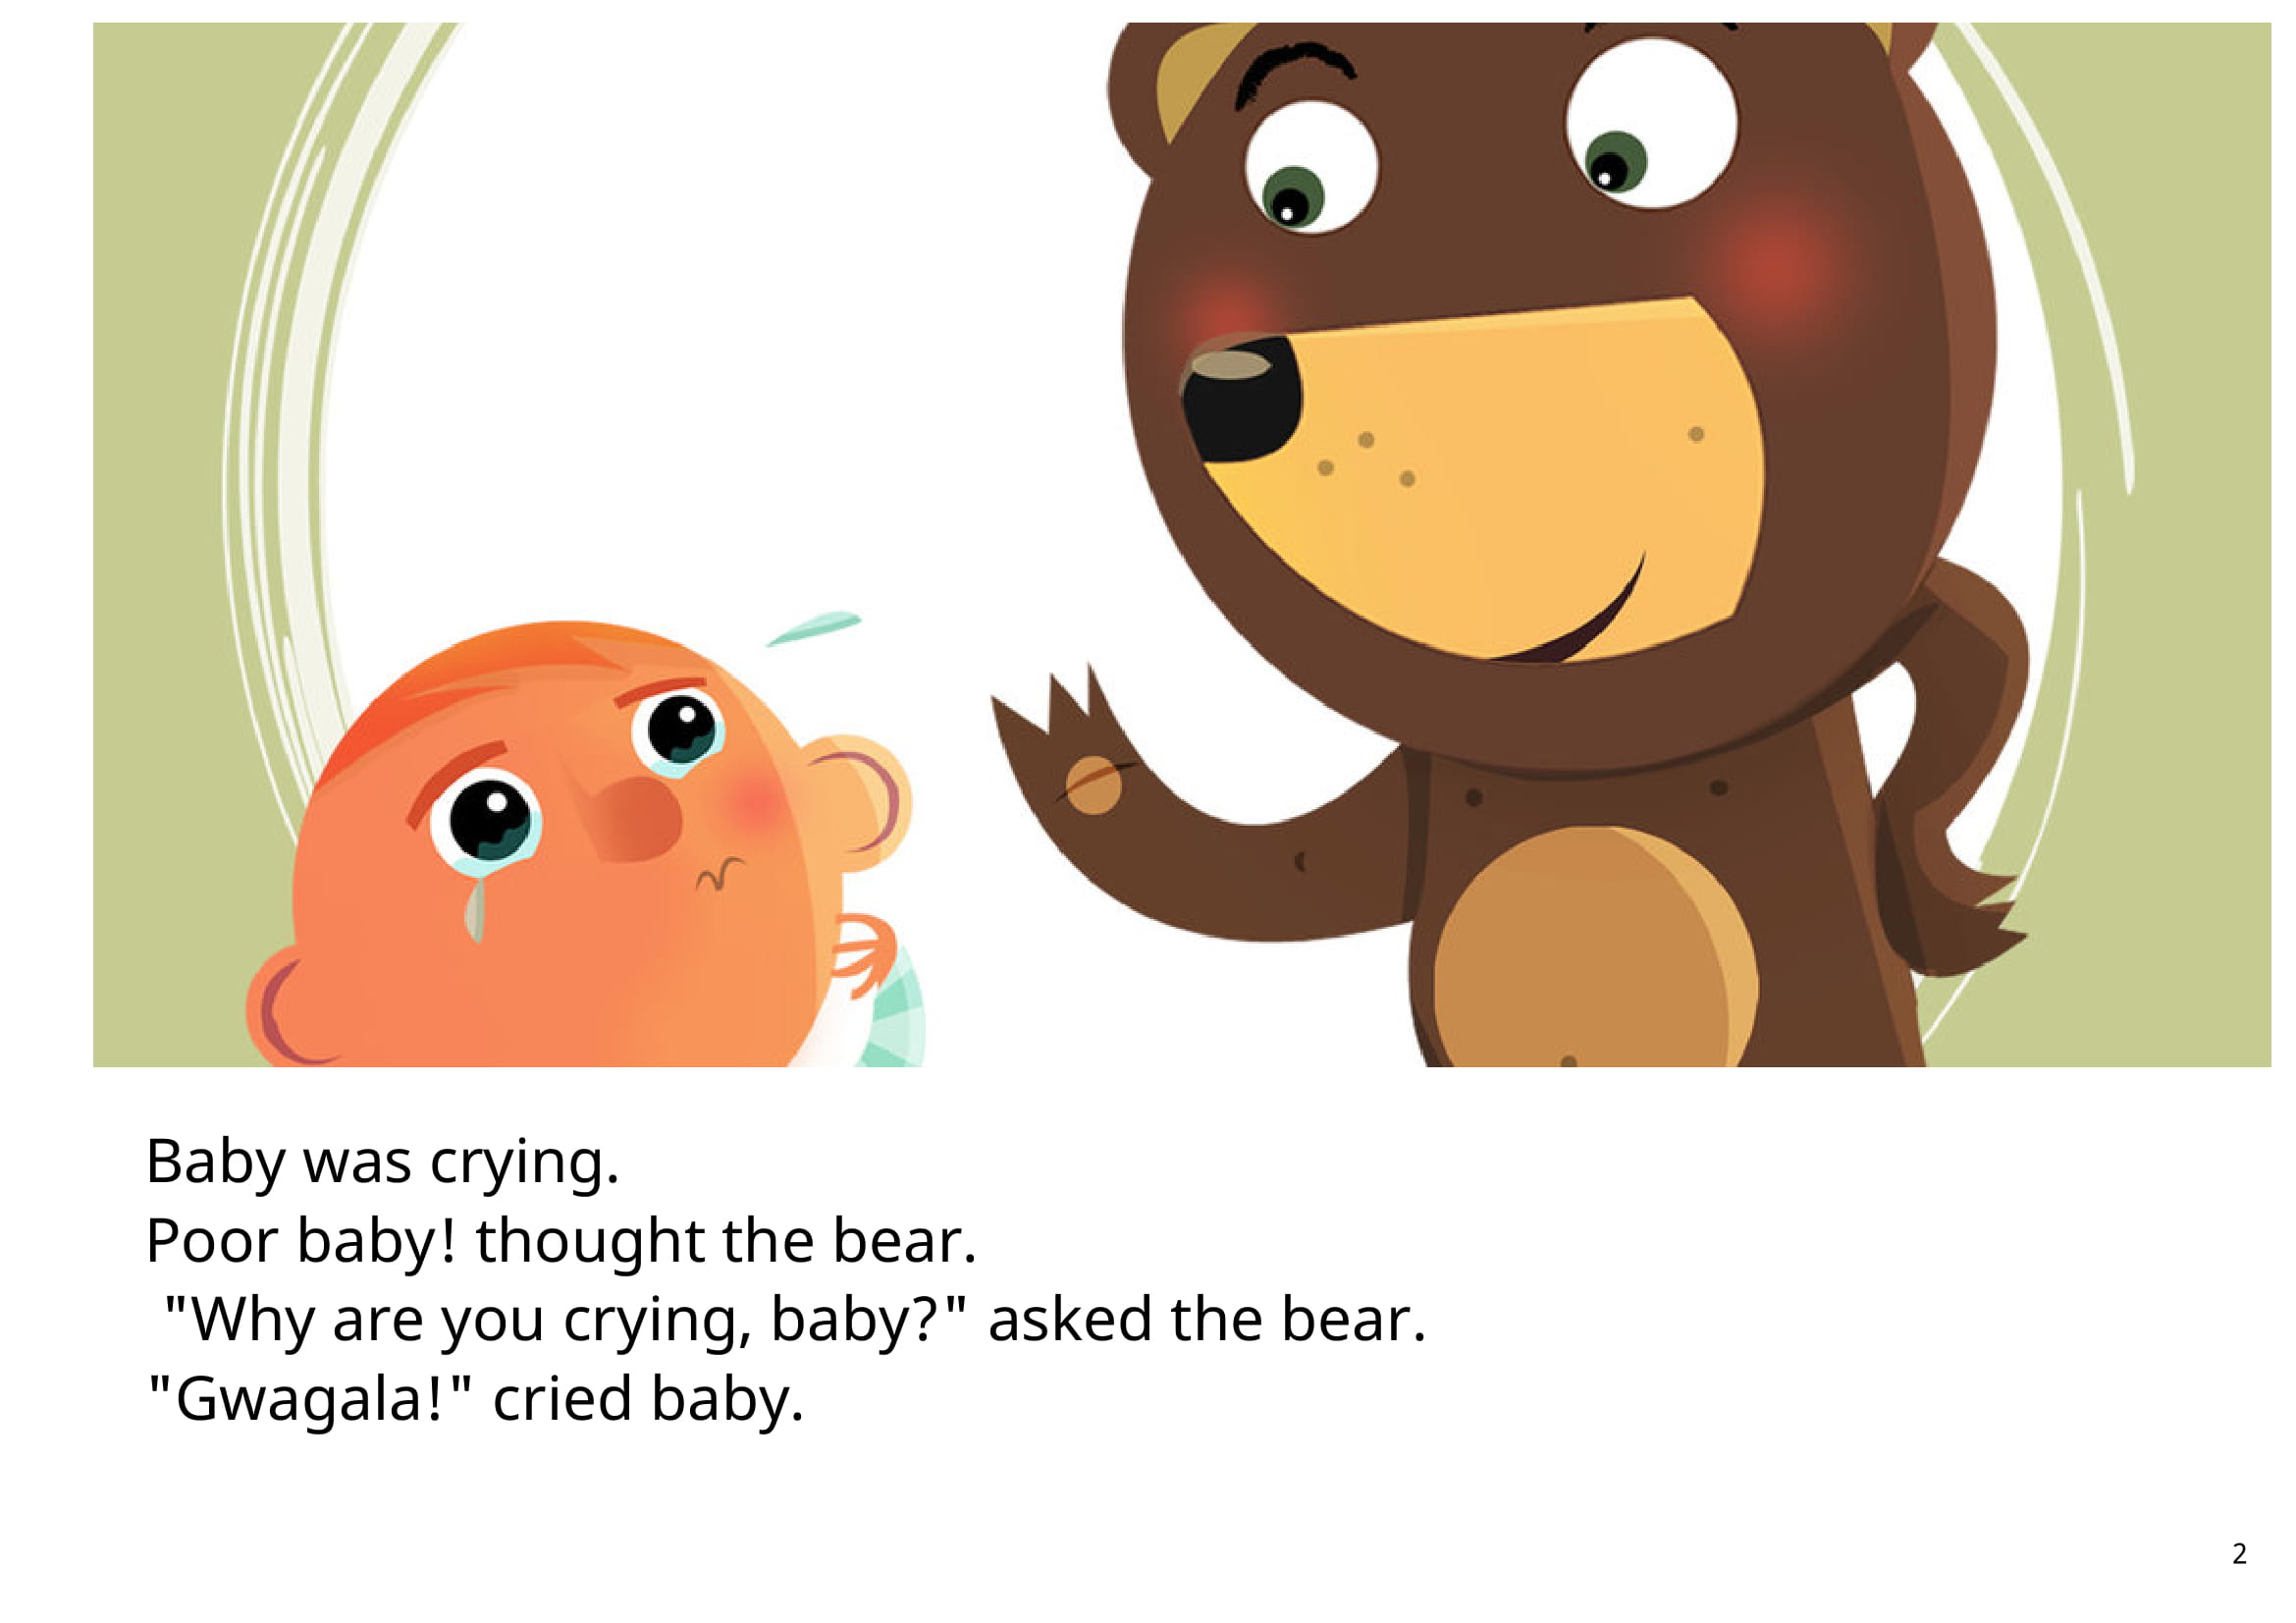 Baby was crying.
Poor baby! thought the bear.
"Why are you crying, baby?" asked the bear.
"Gwagala!" cried baby.
2